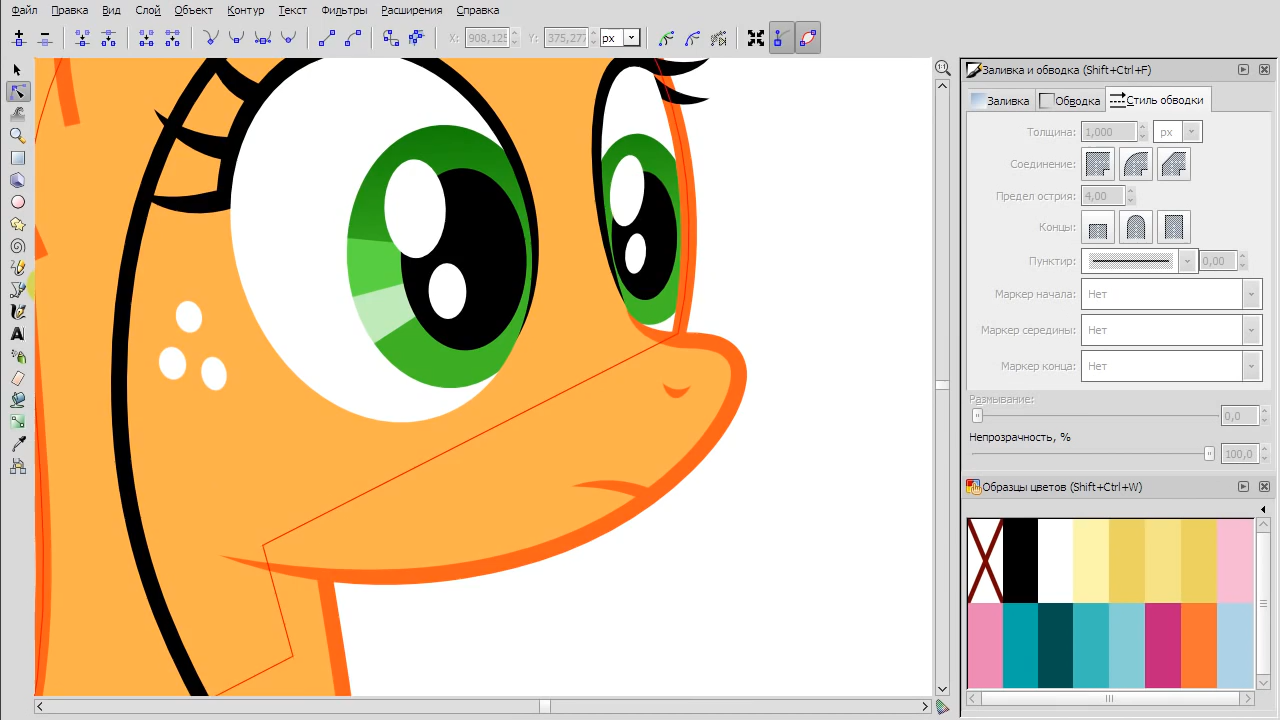 Файл Правка Вид Слой Объект Контур Текст Фильтры Расширения Справка
X: 908,125 Y: 375,277 px
Заливка и обводка (Shift+Ctrl+F)
Заливка Обводка Стиль обводки
Толщина: 1,000 px
Соединение:
Предел острия: 4,00
Концы:
Пунктир: 0,00
Маркер начала: Нет
Маркер середины: Нет
Маркер конца: Нет
Размывание:
0,0
Непрозрачность, %
100,0
Образцы цветов (Shift+Ctrl+W)